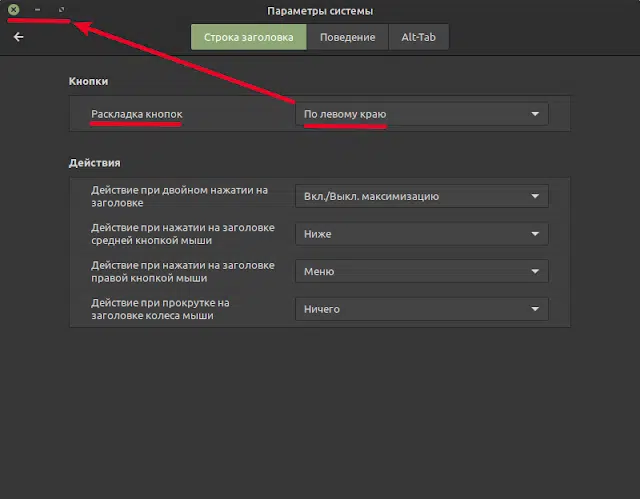 Параметры системы
Строка заголовка Поведение Alt-Tab
Кнопки
Раскладка кнопок По левому краю
Действия
Действие при двойном нажатии на
заголовке
Вкл./Выкл. максимизацию
Действие при нажатии на заголовке
средней кнопкой мыши
Ниже
Действие при нажатии на заголовке
правой кнопкой мыши
Меню
Действие при прокрутке на
заголовке колеса мыши
Ничего